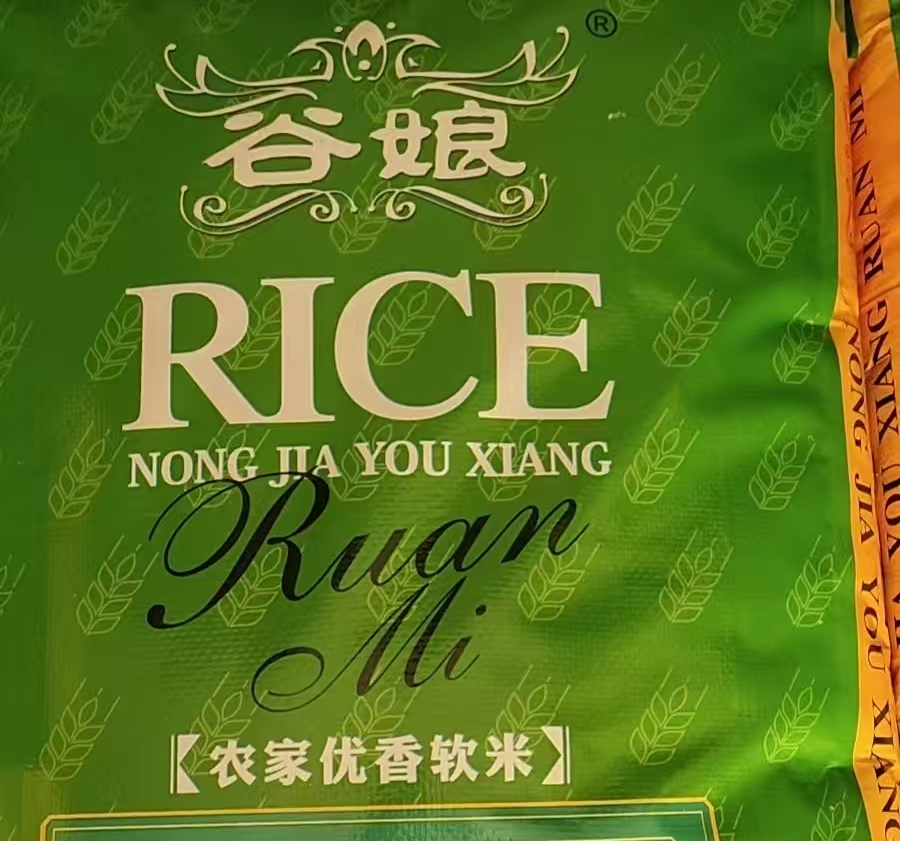 ®
谷娘
RICE
NONG JIA YOU XIANG
Ruan
Mi
【农家优香软米】
NONG JIA YOU XIANG
XIANG RUAN MI